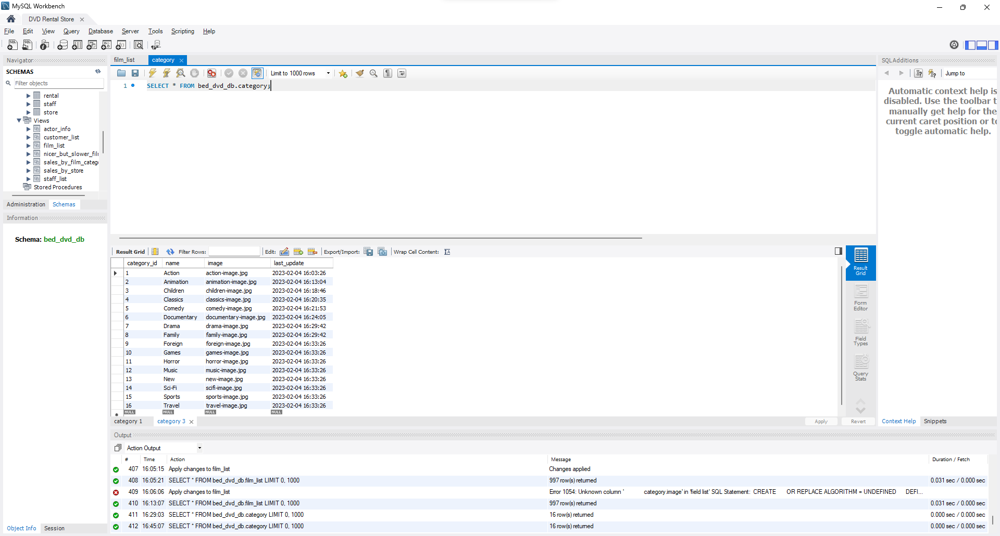 MySQL Workbench
DVD Rental Store
File Edit View Query Database Server Tools Scripting Help
Navigator
SCHEMAS
Filter objects
rental
staff
store
Views
actor_info
customer_list
film_list
nicer_but_slower_fil
sales_by_film_categ
sales_by_store
staff_list
Stored Procedures
Administration Schemas
Information
Schema: bed_dvd_db
Object Info Session
film_list category
Limit to 1000 rows
1 SELECT * FROM bed_dvd_db.category;
Result Grid Filter Rows: Edit: Export/Import: Wrap Cell Content:
category_id name image last_update
1 Action action-image.jpg 2023-02-04 16:03:26
2 Animation animation-image.jpg 2023-02-04 16:13:04
3 Children children-image.jpg 2023-02-04 16:18:46
4 Classics classics-image.jpg 2023-02-04 16:20:35
5 Comedy comedy-image.jpg 2023-02-04 16:21:53
6 Documentary documentary-image.jpg 2023-02-04 16:24:05
7 Drama drama-image.jpg 2023-02-04 16:29:42
8 Family family-image.jpg 2023-02-04 16:29:42
9 Foreign foreign-image.jpg 2023-02-04 16:33:26
10 Games games-image.jpg 2023-02-04 16:33:26
11 Horror horror-image.jpg 2023-02-04 16:33:26
12 Music music-image.jpg 2023-02-04 16:33:26
13 New new-image.jpg 2023-02-04 16:33:26
14 Sci-Fi scifi-image.jpg 2023-02-04 16:33:26
15 Sports sports-image.jpg 2023-02-04 16:33:26
16 Travel travel-image.jpg 2023-02-04 16:33:26
NULL NULL NULL NULL
Result
Grid
Form
Editor
Field
Types
Query
Stats
category 1 category 3 Apply Revert
SQLAdditions
Jump to
Automatic context help is
disabled. Use the toolbar t
manually get help for the
current caret position or to
toggle automatic help.
Context Help Snippets
Output
Action Output
# Time Action Message Duration / Fetch
407 16:05:15 Apply changes to film_list Changes applied
408 16:05:21 SELECT * FROM bed_dvd_db.film_list LIMIT 0, 1000 997 row(s) returned 0.031 sec / 0.000 sec
409 16:06:06 Apply changes to film_list Error 1054: Unknown column ' category.image' in 'field list' SQL Statement: CREATE OR REPLACE ALGORITHM = UNDEFINED DEFI...
410 16:13:07 SELECT * FROM bed_dvd_db.film_list LIMIT 0, 1000 997 row(s) returned 0.031 sec / 0.000 sec
411 16:29:03 SELECT * FROM bed_dvd_db.category LIMIT 0, 1000 16 row(s) returned 0.000 sec / 0.000 sec
412 16:45:07 SELECT * FROM bed_dvd_db.category LIMIT 0, 1000 16 row(s) returned 0.000 sec / 0.000 sec